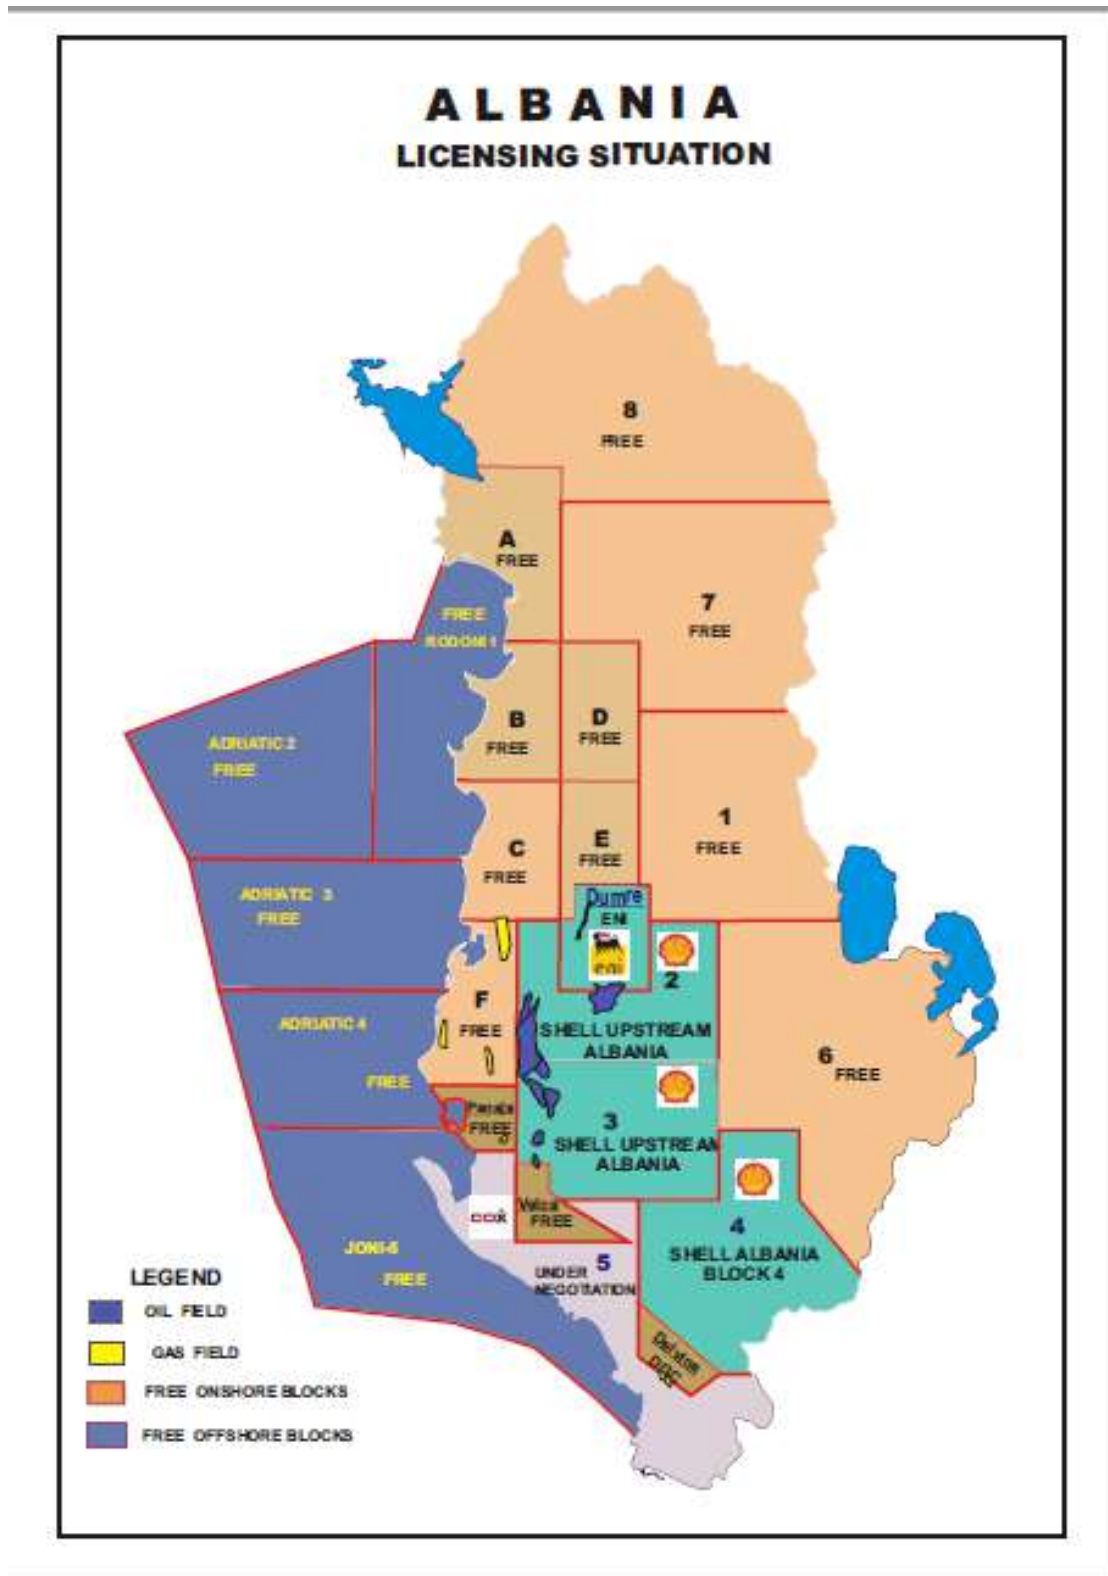 ALBANIA
LICENSING SITUATION
8
FREE
A
FREE
7
FREE
FREE
RODONI 1
B
FREE
D
FREE
ADRIATIC 2
FREE
1
FREE
C
FREE
E
FREE
ADRIATIC 3
FREE
Dumre
ENI
eni
2
SHELL UPSTREAM
ALBANIA
F
FREE
ADRIATIC 4
FREE
6
FREE
FREE
3
SHELL UPSTREAM
ALBANIA
FREE
4
SHELL ALBANIA
BLOCK 4
JONI-5
FREE
5
UNDER
NEGOTIATION
LEGEND
OIL FIELD
GAS FIELD
FREE ONSHORE BLOCKS
FREE OFFSHORE BLOCKS